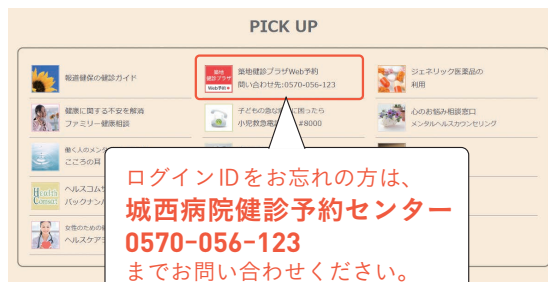 PICK UP
報道健保の健診ガイド
築地
健診プラザ
Web予約
築地健診プラザWeb予約
問い合わせ先:0570-056-123
ジェネリック医薬品の
利用
健康に関する不安を解消
ファミリー健康相談
子どもの急な
に困ったら
小児救急電
#8000
心のお悩み相談窓口
メンタルヘルスカウンセリング
働く人のメン
こころの耳
Health
ヘルスコム
バックナン
女性のための
ヘルスケア
ログインIDをお忘れの方は、
城西病院健診予約センター
0570-056-123
までお問い合わせください。